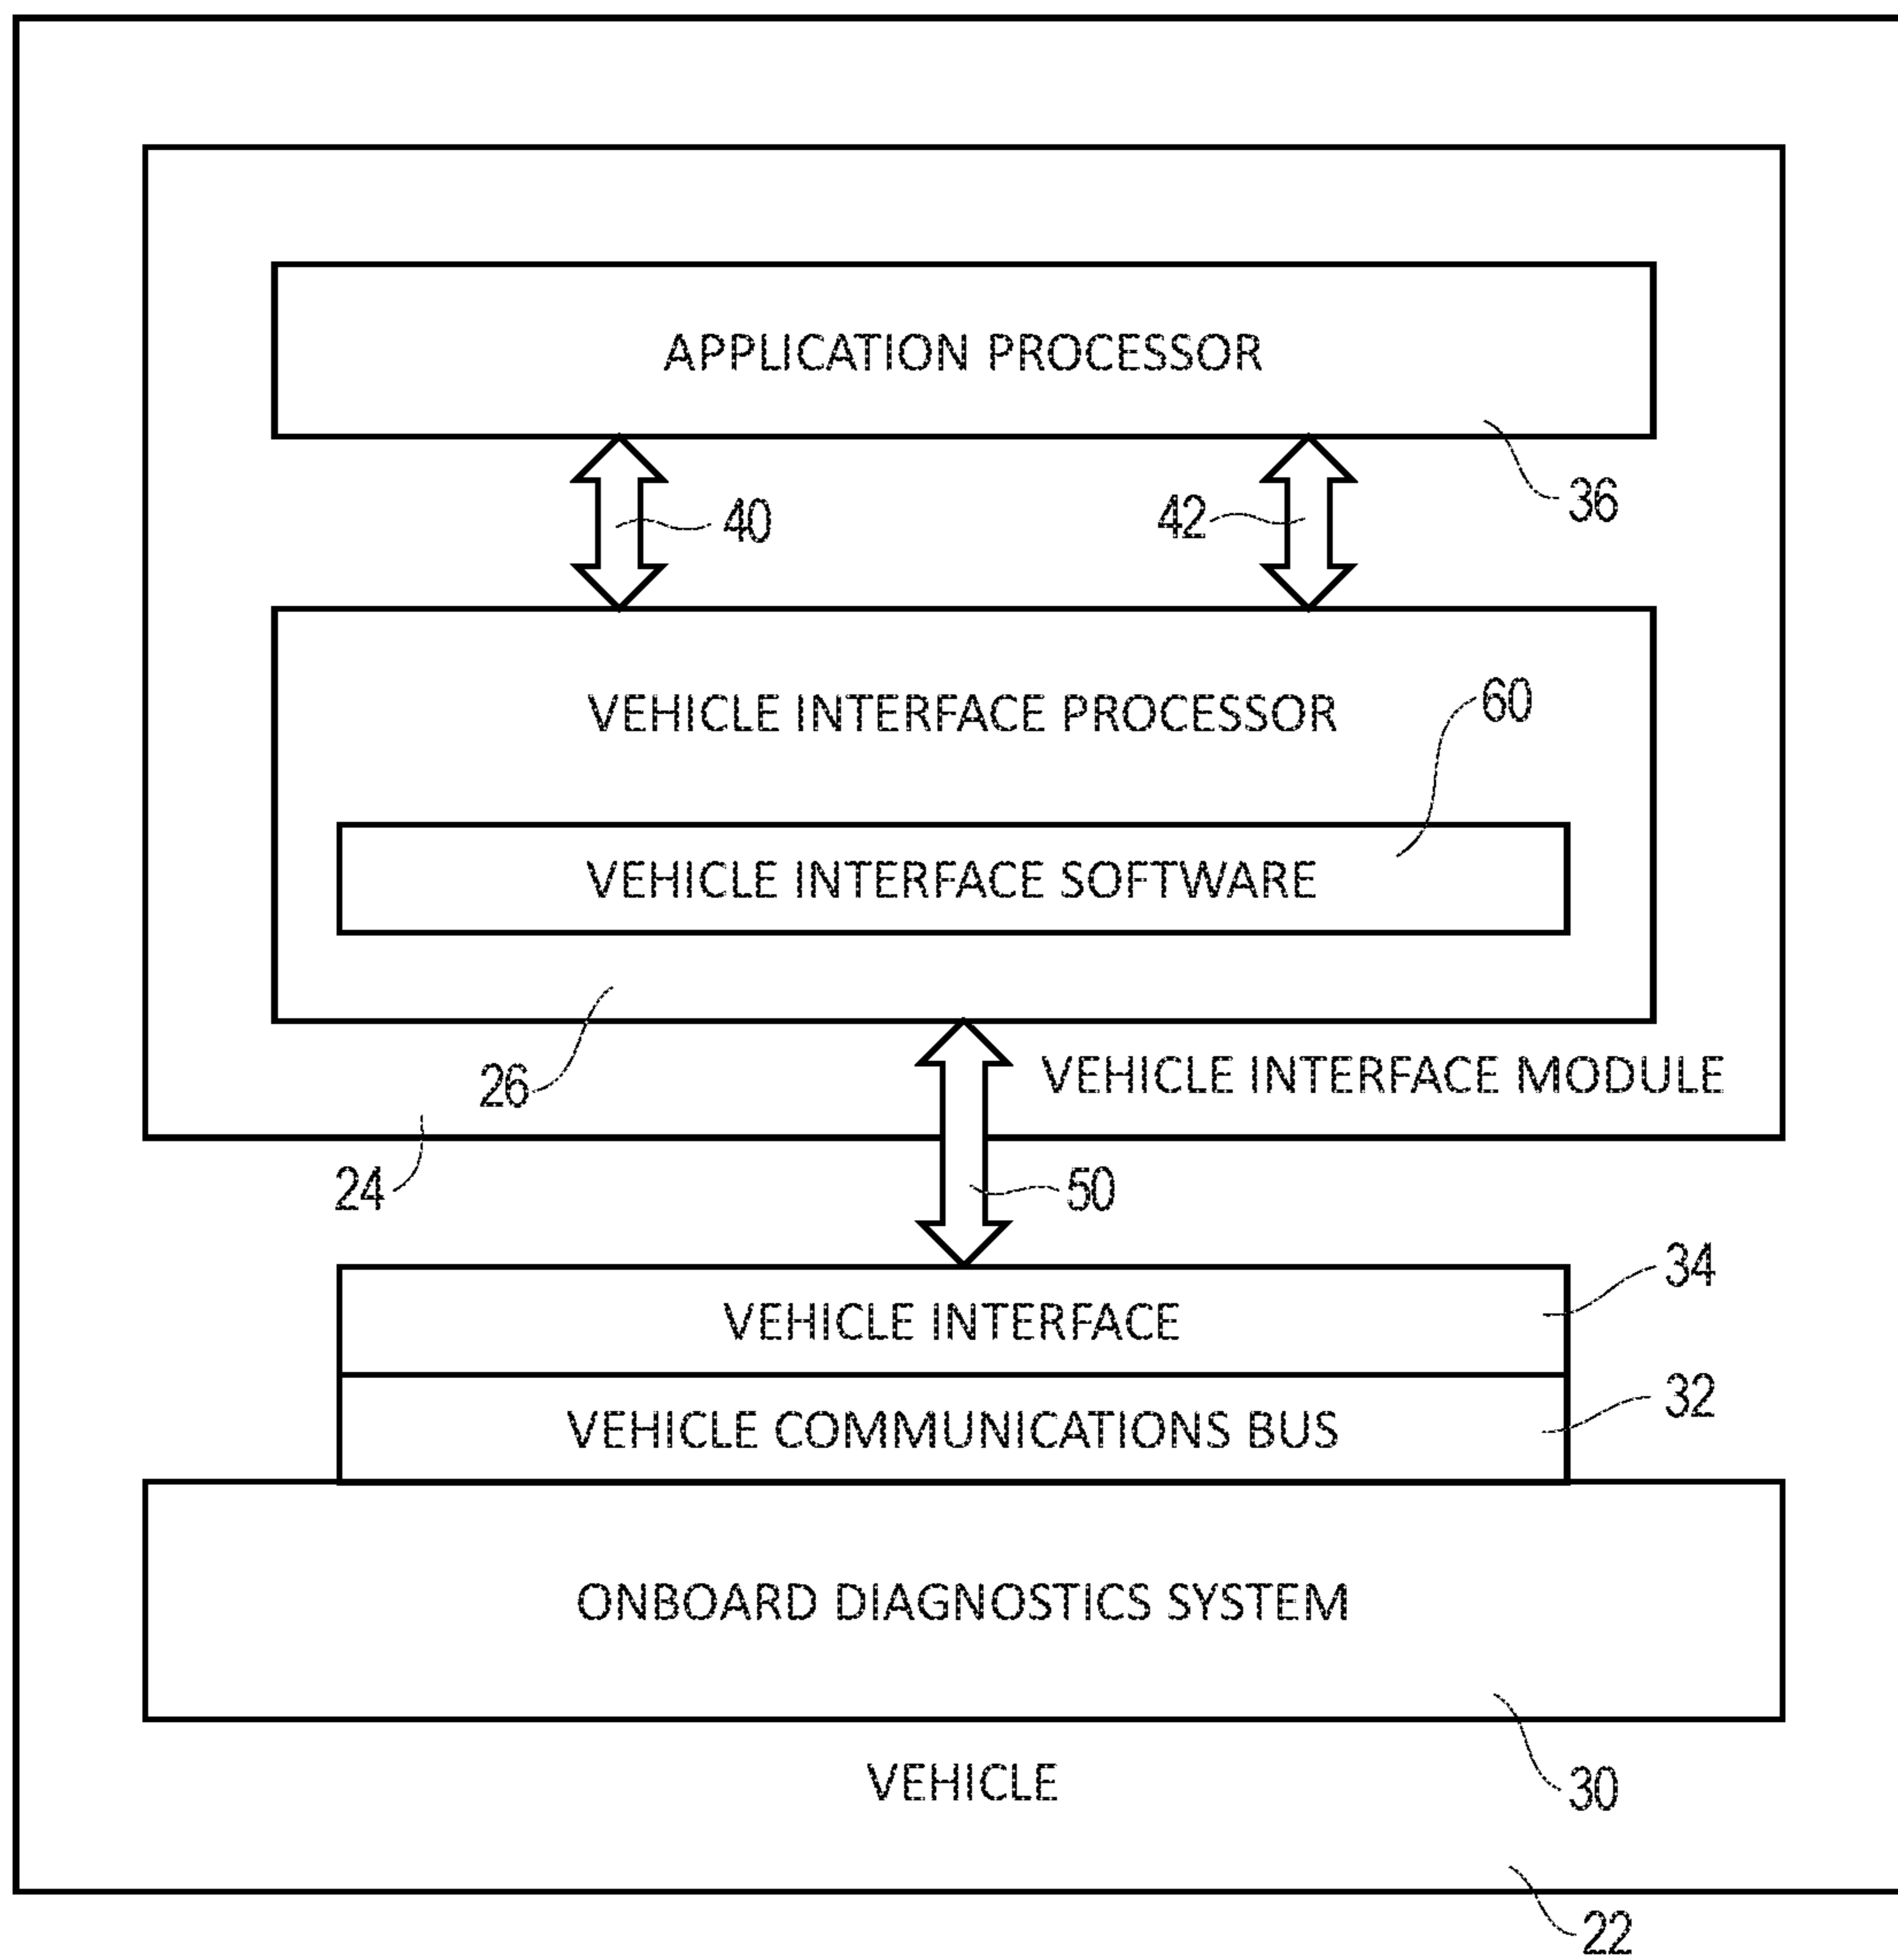 APPLICATION PROCESSOR
36
40
42
VEHICLE INTERFACE PROCESSOR
60
VEHICLE INTERFACE SOFTWARE
26
VEHICLE INTERFACE MODULE
24
50
34
VEHICLE INTERFACE
32
VEHICLE COMMUNICATIONS BUS
ONBOARD DIAGNOSTICS SYSTEM
VEHICLE
30
22